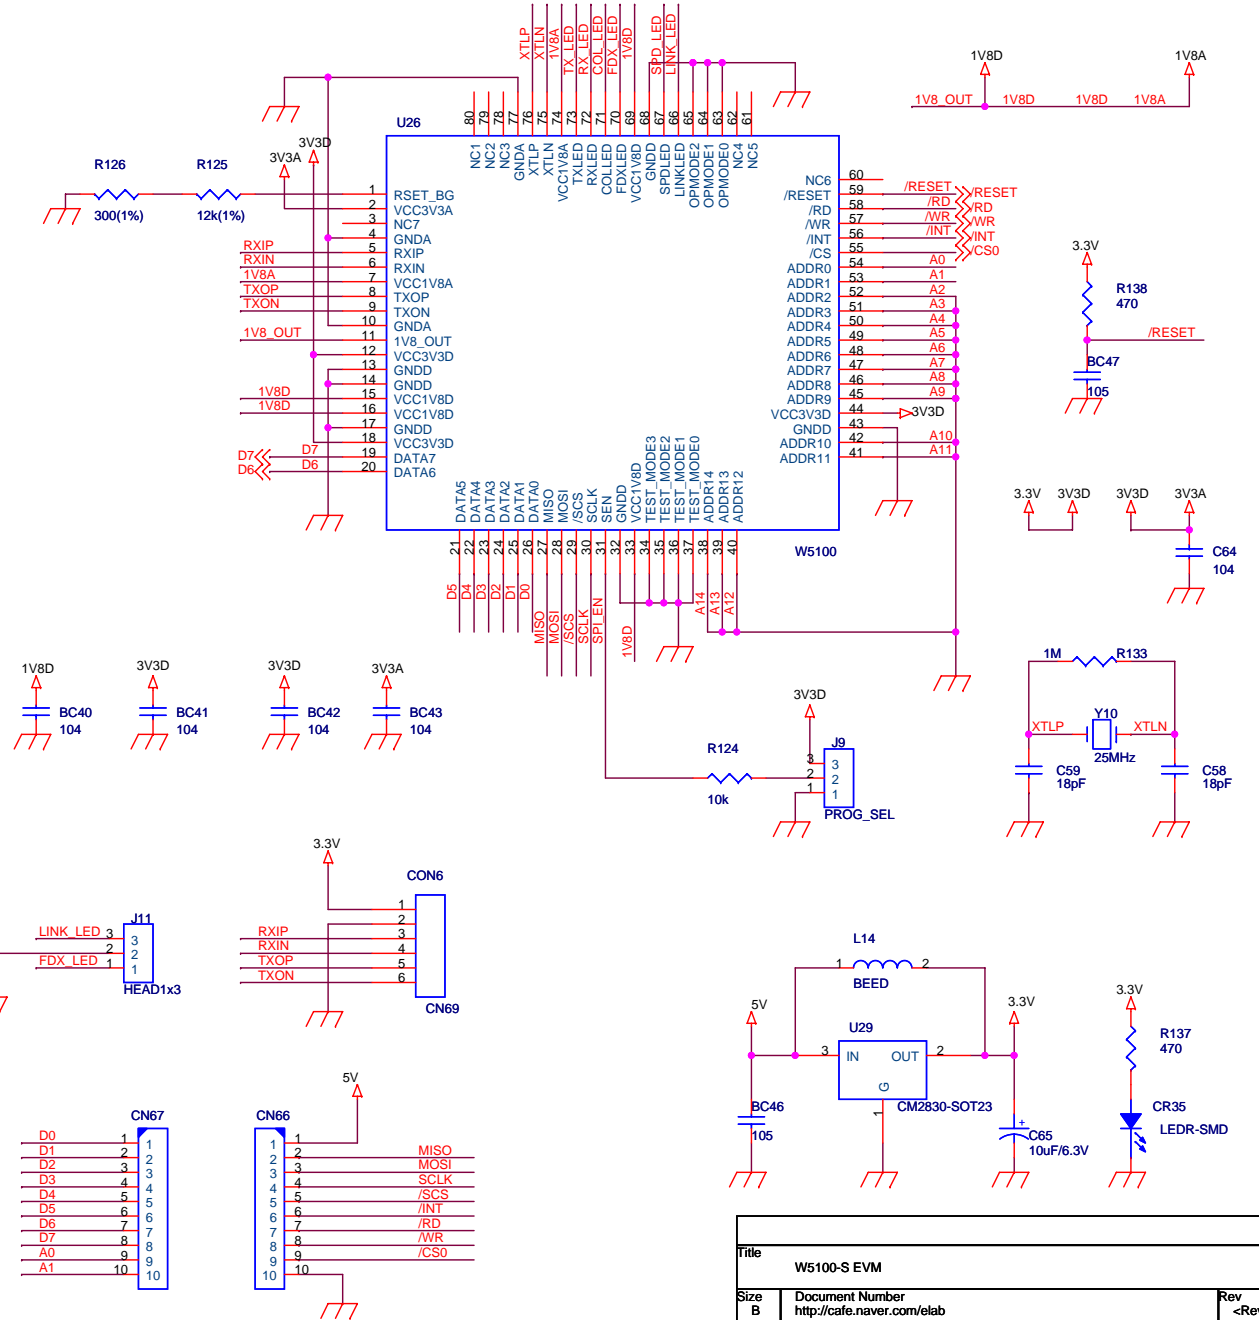 XTLP
XTLN
1V8A
TX_LED
RX_LED
COL_LED
FDX_LED
1V8D
SPD_LED
LINK_LED
1V8D
1V8A
1V8_OUT 1V8D 1V8D 1V8A
U26
80 79 78 77 76 75 74 73 72 71 70 69 68 67 66 65 64 63 62 61
NC1
NC2
NC3
GNDA
XTLP
XTLN
VCC1V8A
TXLED
RXLED
COLLED
FDXLED
VCC1V8D
GNDD
SPDLED
LINKLED
OPMODE2
OPMODE1
OPMODE0
NC4
NC5
3V3D
3V3A
R126
300(1%)
R125
12k(1%)
1 RSET_BG
2 VCC3V3A
3 NC7
4 GNDA
RXIP 5 RXIP
RXIN 6 RXIN
1V8A 7 VCC1V8A
TXOP 8 TXOP
TXON 9 TXON
10 GNDA
1V8_OUT 11 1V8_OUT
12 VCC3V3D
13 GNDD
14 GNDD
1V8D 15 VCC1V8D
1V8D 16 VCC1V8D
17 GNDD
18 VCC3V3D
D7 D7 19 DATA7
D6 D6 20 DATA6
NC6 60
/RESET 59 /RESET /RESET
/RD 58 /RD /RD
/WR 57 /WR /WR
/INT 56 /INT /INT
/CS 55 /CS0
ADDR0 54 A0
ADDR1 53 A1
ADDR2 52 A2
ADDR3 51 A3
ADDR4 50 A4
ADDR5 49 A5
ADDR6 48 A6
ADDR7 47 A7
ADDR8 46 A8
ADDR9 45 A9
VCC3V3D 44 3V3D
GNDD 43
ADDR10 42 A10
ADDR11 41 A11
DATA5
DATA4
DATA3
DATA2
DATA1
DATA0
MISO
MOSI
/SCS
SCLK
SEN
GNDD
VCC1V8D
TEST_MODE3
TEST_MODE2
TEST_MODE1
TEST_MODE0
ADDR14
ADDR13
ADDR12
W5100
21 22 23 24 25 26 27 28 29 30 31 32 33 34 35 36 37 38 39 40
D5
D4
D3
D2
D1
D0
MISO
MOSI
/SCS
SCLK
SPI_EN
1V8D
A14
A13
A12
3.3V
R138
470
/RESET
BC47
105
3.3V 3V3D 3V3D 3V3A
C64
104
1V8D
BC40
104
3V3D
BC41
104
3V3D
BC42
104
3V3A
BC43
104
3V3D
R124
10k
J9
3 3
2 2
1 1
PROG_SEL
1M R133
XTLP Y10 XTLN
25MHz
C59
18pF
C58
18pF
J11
LINK_LED 3 3
2 2
FDX_LED 1 1
HEAD1x3
3.3V
CON6
1
2
RXIP 3
RXIN 4
TXOP 5
TXON 6
CN69
L14
1 2
BEED
5V
U29
3 IN OUT 2
G
1
CM2830-SOT23
BC46
105
3.3V
+
C65
10uF/6.3V
3.3V
R137
470
CR35
LEDR-SMD
CN67
D0 1 1
D1 2 2
D2 3 3
D3 4 4
D4 5 5
D5 6 6
D6 7 7
D7 8 8
A0 9 9
A1 10 10
5V
CN66
1 1
2 2 MISO
3 3 MOSI
4 4 SCLK
5 5 /SCS
6 6 /INT
7 7 /RD
8 8 /WR
9 9 /CS0
10 10
Title
W5100-S EVM
Size Document Number Rev
B http://cafe.naver.com/elab <Rev